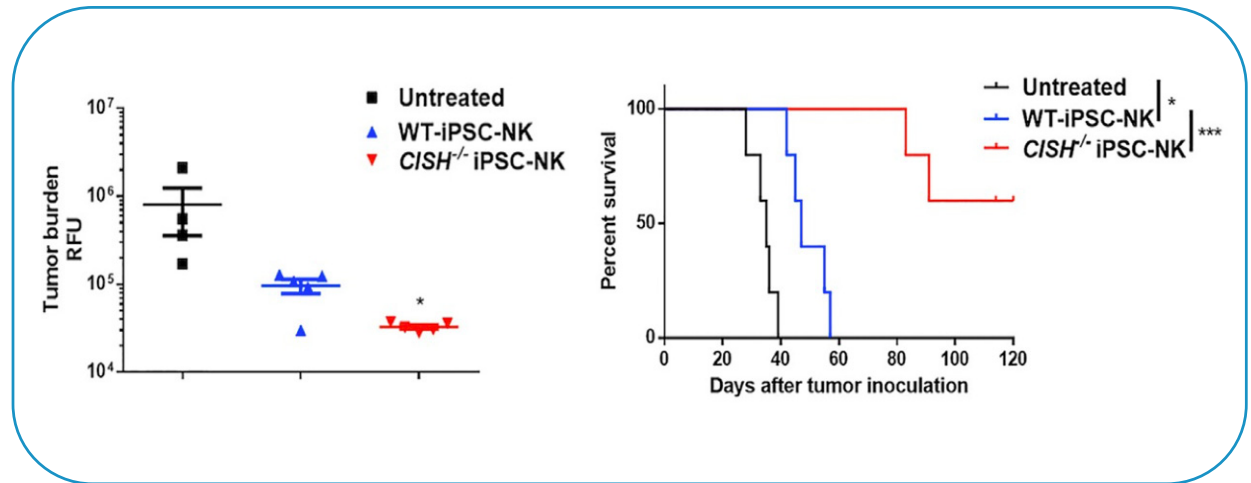 Untreated
WT-iPSC-NK
CISH-/- iPSC-NK
Tumor burden
RFU
10⁷
10⁶
10⁵
10⁴
*
Untreated
WT-iPSC-NK
CISH-/- iPSC-NK
*
***
Percent survival
100
50
0
0 20 40 60 80 100 120
Days after tumor inoculation